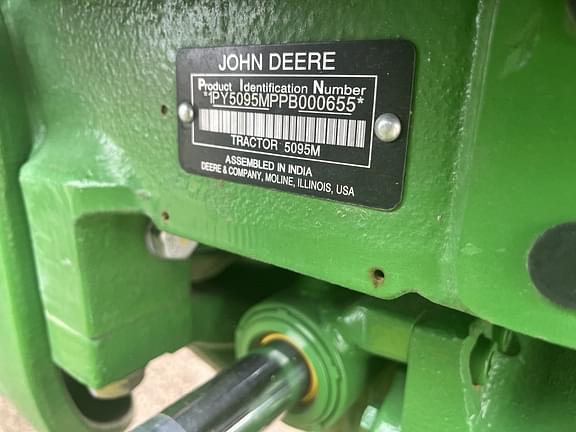 JOHN DEERE
Product Identification Number
*1PY5095MPPB000655*
TRACTOR 5095M
ASSEMBLED IN INDIA
DEERE & COMPANY, MOLINE, ILLINOIS, USA